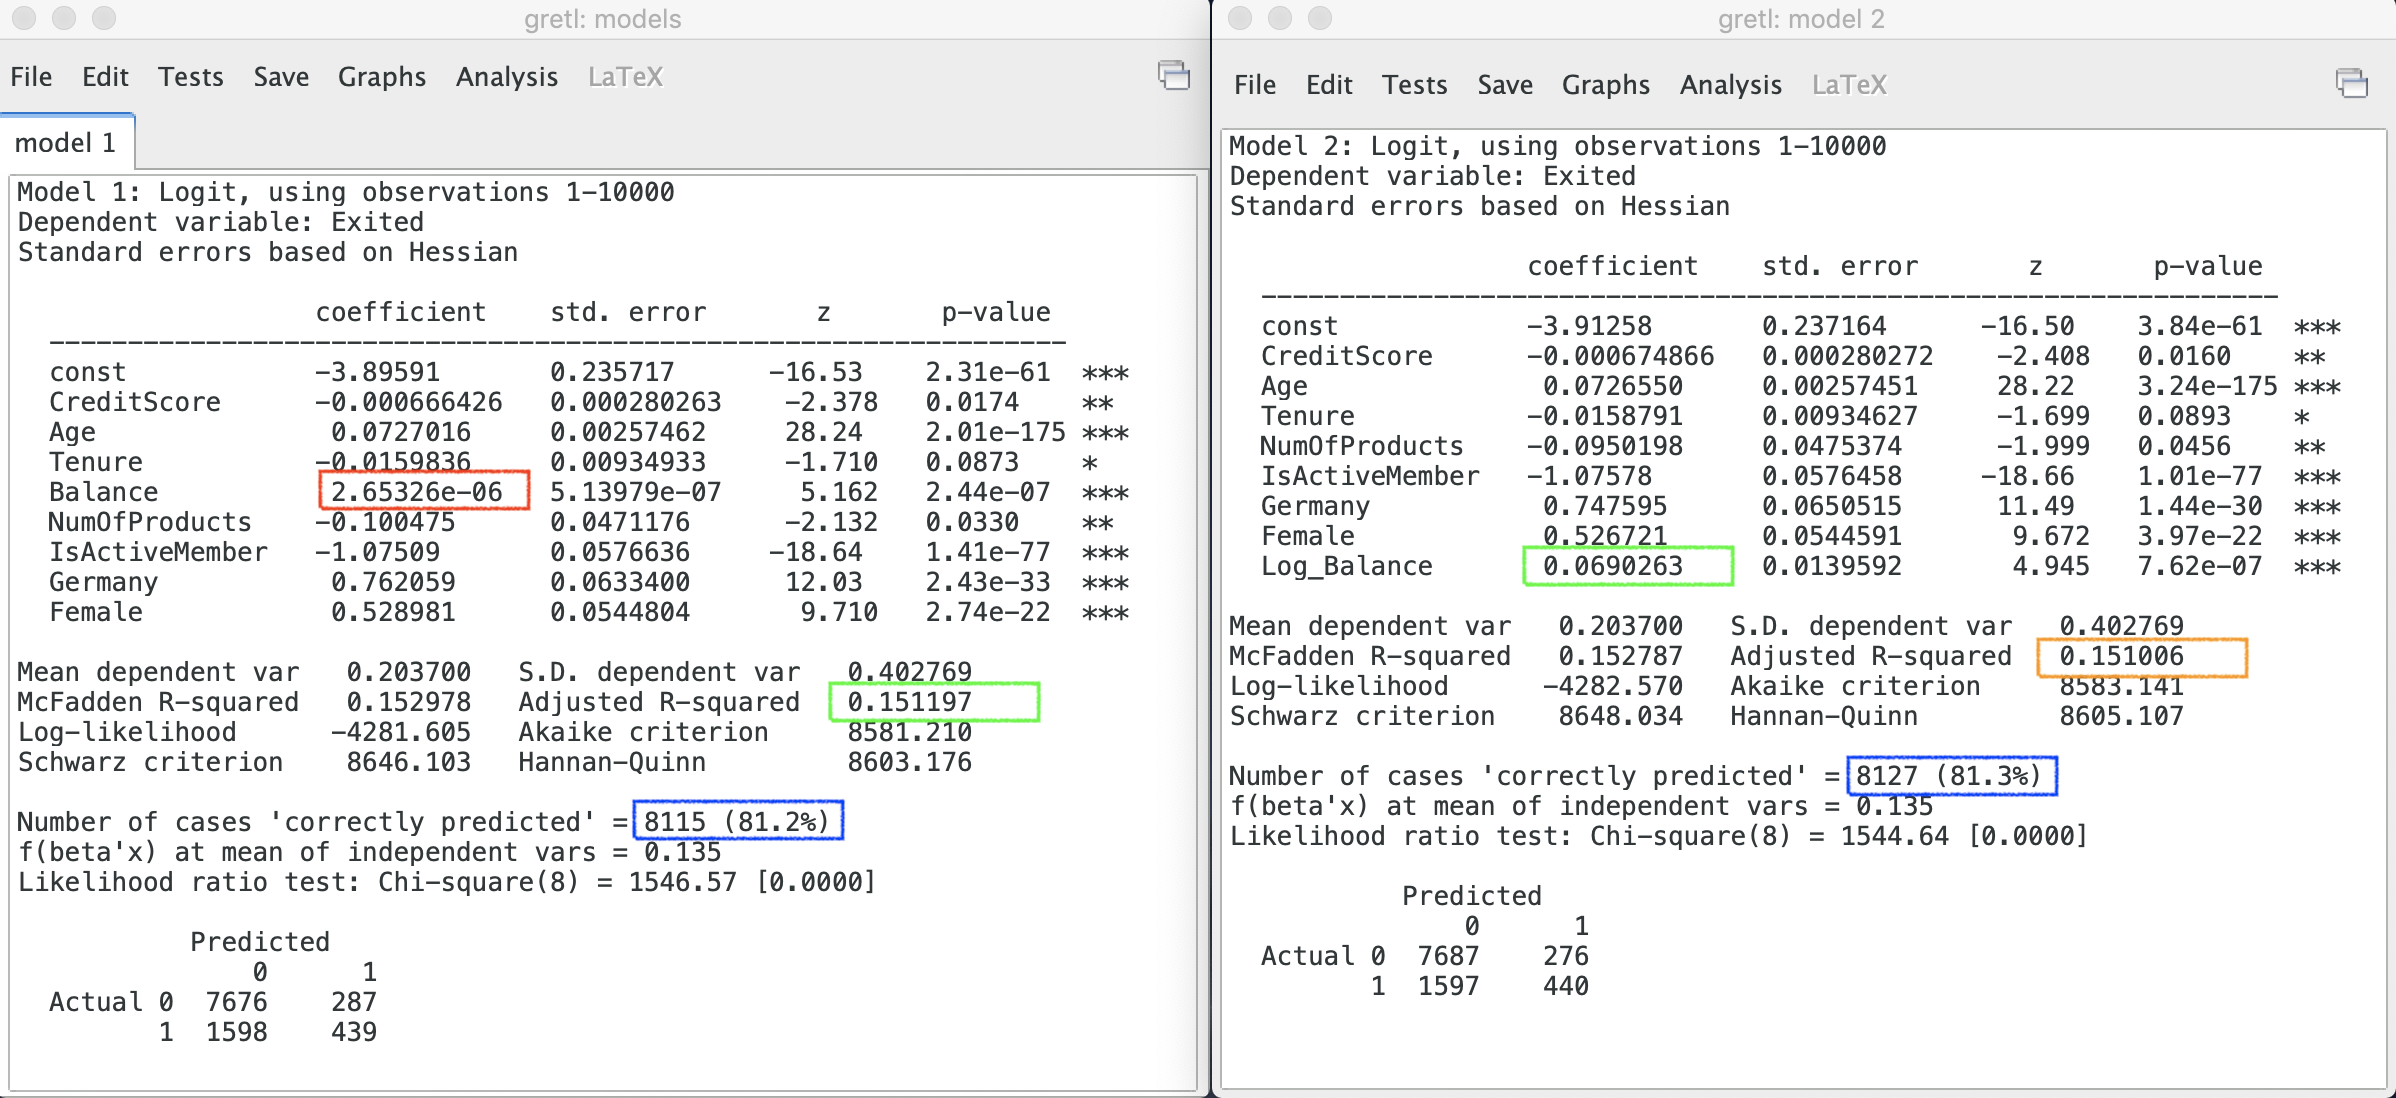 gretl: models
File Edit Tests Save Graphs Analysis LaTeX
model 1
Model 1: Logit, using observations 1-10000
Dependent variable: Exited
Standard errors based on Hessian
coefficient std. error z p-value
const -3.89591 0.235717 -16.53 2.31e-61 ***
CreditScore -0.000666426 0.000280263 -2.378 0.0174 **
Age 0.0727016 0.00257462 28.24 2.01e-175 ***
Tenure -0.0159836 0.00934933 -1.710 0.0873 *
Balance 2.65326e-06 5.13979e-07 5.162 2.44e-07 ***
NumOfProducts -0.100475 0.0471176 -2.132 0.0330 **
IsActiveMember -1.07509 0.0576636 -18.64 1.41e-77 ***
Germany 0.762059 0.0633400 12.03 2.43e-33 ***
Female 0.528981 0.0544804 9.710 2.74e-22 ***
Mean dependent var 0.203700 S.D. dependent var 0.402769
McFadden R-squared 0.152978 Adjusted R-squared 0.151197
Log-likelihood -4281.605 Akaike criterion 8581.210
Schwarz criterion 8646.103 Hannan-Quinn 8603.176
Number of cases 'correctly predicted' = 8115 (81.2%)
f(beta'x) at mean of independent vars = 0.135
Likelihood ratio test: Chi-square(8) = 1546.57 [0.0000]
Predicted
0 1
Actual 0 7676 287
1 1598 439
gretl: model 2
File Edit Tests Save Graphs Analysis LaTeX
Model 2: Logit, using observations 1-10000
Dependent variable: Exited
Standard errors based on Hessian
coefficient std. error z p-value
const -3.91258 0.237164 -16.50 3.84e-61 ***
CreditScore -0.000674866 0.000280272 -2.408 0.0160 **
Age 0.0726550 0.00257451 28.22 3.24e-175 ***
Tenure -0.0158791 0.00934627 -1.699 0.0893 *
NumOfProducts -0.0950198 0.0475374 -1.999 0.0456 **
IsActiveMember -1.07578 0.0576458 -18.66 1.01e-77 ***
Germany 0.747595 0.0650515 11.49 1.44e-30 ***
Female 0.526721 0.0544591 9.672 3.97e-22 ***
Log_Balance 0.0690263 0.0139592 4.945 7.62e-07 ***
Mean dependent var 0.203700 S.D. dependent var 0.402769
McFadden R-squared 0.152787 Adjusted R-squared 0.151006
Log-likelihood -4282.570 Akaike criterion 8583.141
Schwarz criterion 8648.034 Hannan-Quinn 8605.107
Number of cases 'correctly predicted' = 8127 (81.3%)
f(beta'x) at mean of independent vars = 0.135
Likelihood ratio test: Chi-square(8) = 1544.64 [0.0000]
Predicted
0 1
Actual 0 7687 276
1 1597 440